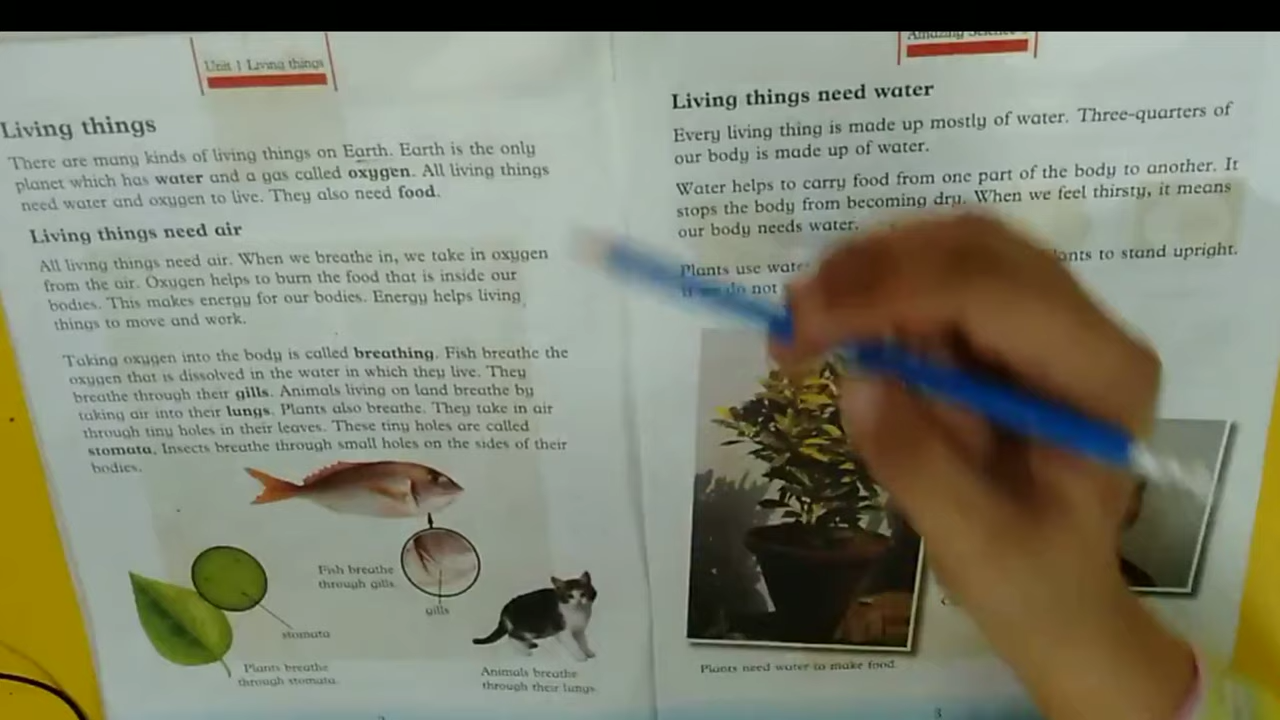 Unit 1 Living things
Living things
There are many kinds of living things on Earth. Earth is the only
planet which has water and a gas called oxygen. All living things
need water and oxygen to live. They also need food.
Living things need air
All living things need air. When we breathe in, we take in oxygen
from the air. Oxygen helps to burn the food that is inside our
bodies. This makes energy for our bodies. Energy helps living
things to move and work.
Taking oxygen into the body is called breathing. Fish breathe the
oxygen that is dissolved in the water in which they live. They
breathe through their gills. Animals living on land breathe by
taking air into their lungs. Plants also breathe. They take in air
through tiny holes in their leaves. These tiny holes are called
stomata. Insects breathe through small holes on the sides of their
bodies.
Fish breathe
through gills.
gills
stomata
Plants breathe
through stomata.
Animals breathe
through their lungs.
Amazing Science
Living things need water
Every living thing is made up mostly of water. Three-quarters of
our body is made up of water.
Water helps to carry food from one part of the body to another. It
stops the body from becoming dry. When we feel thirsty, it means
our body needs water.
Plants use to stand upright.
do not
Plants need water to make food.
3